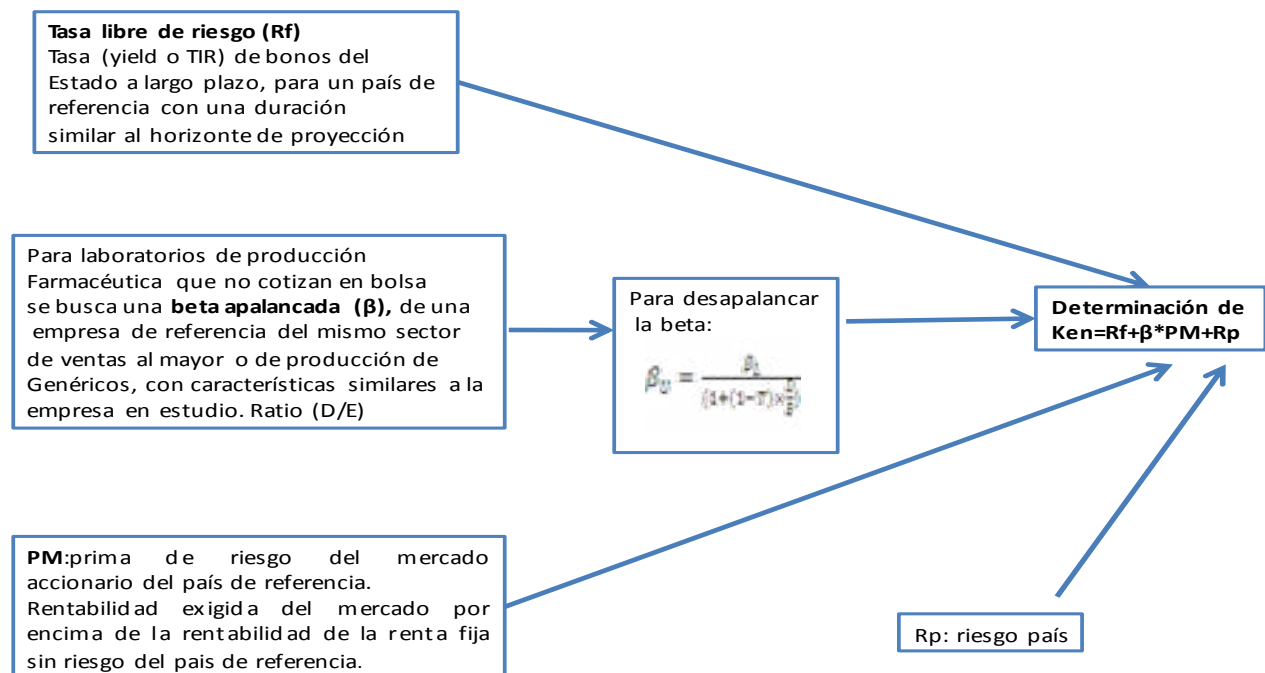 Tasa libre de riesgo (Rf)
Tasa (yield o TIR) de bonos del
Estado a largo plazo, para un país de
referencia con una duración
similar al horizonte de proyección
Para laboratorios de producción
Farmacéutica que no cotizan en bolsa
se busca una beta apalancada (β), de una
empresa de referencia del mismo sector
de ventas al mayor o de producción de
Genéricos, con características similares a la
empresa en estudio. Ratio (D/E)
Para desapalancar
la beta:
β_U = β_L / (1+(1−T)×D/E)
Determinación de
Ken=Rf+β*PM+Rp
PM:prima de riesgo del mercado
accionario del país de referencia.
Rentabilidad exigida del mercado por
encima de la rentabilidad de la renta fija
sin riesgo del pais de referencia.
Rp: riesgo país